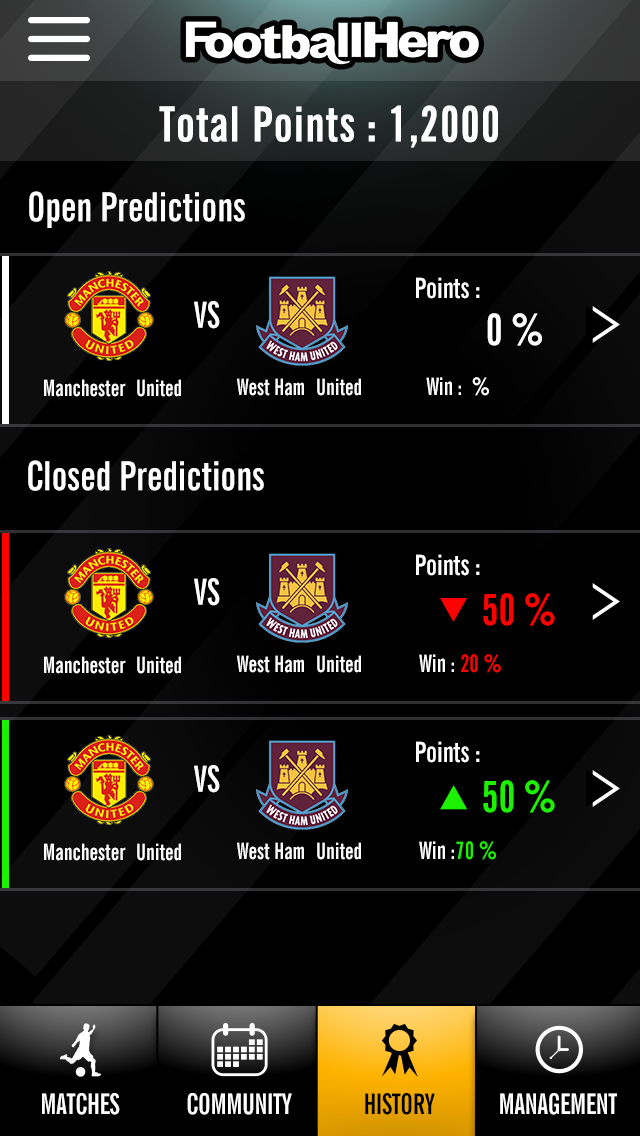 FootballHero
Total Points : 1,2000
Open Predictions
MANCHESTER
UNITED
VS
WEST HAM UNITED
Points :
0 %
>
Manchester United
West Ham United
Win : %
Closed Predictions
MANCHESTER
UNITED
VS
WEST HAM UNITED
Points :
▼ 50 %
>
Manchester United
West Ham United
Win : 20 %
MANCHESTER
UNITED
VS
WEST HAM UNITED
Points :
▲ 50 %
>
Manchester United
West Ham United
Win :70 %
MATCHES
COMMUNITY
HISTORY
MANAGEMENT